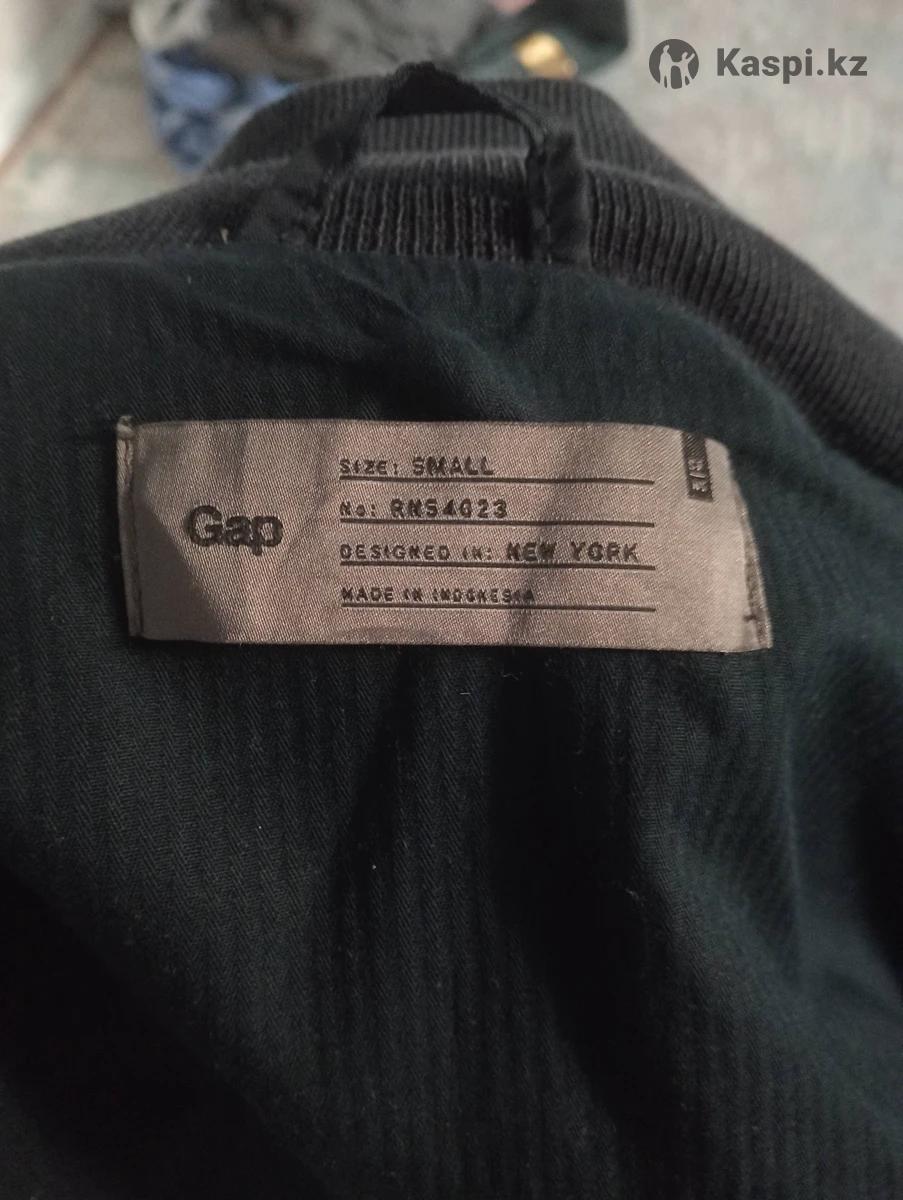 Kaspi.kz
Gap
SIZE: SMALL
No: RN54023
DESIGNED IN: NEW YORK
MADE IN INDONESIA